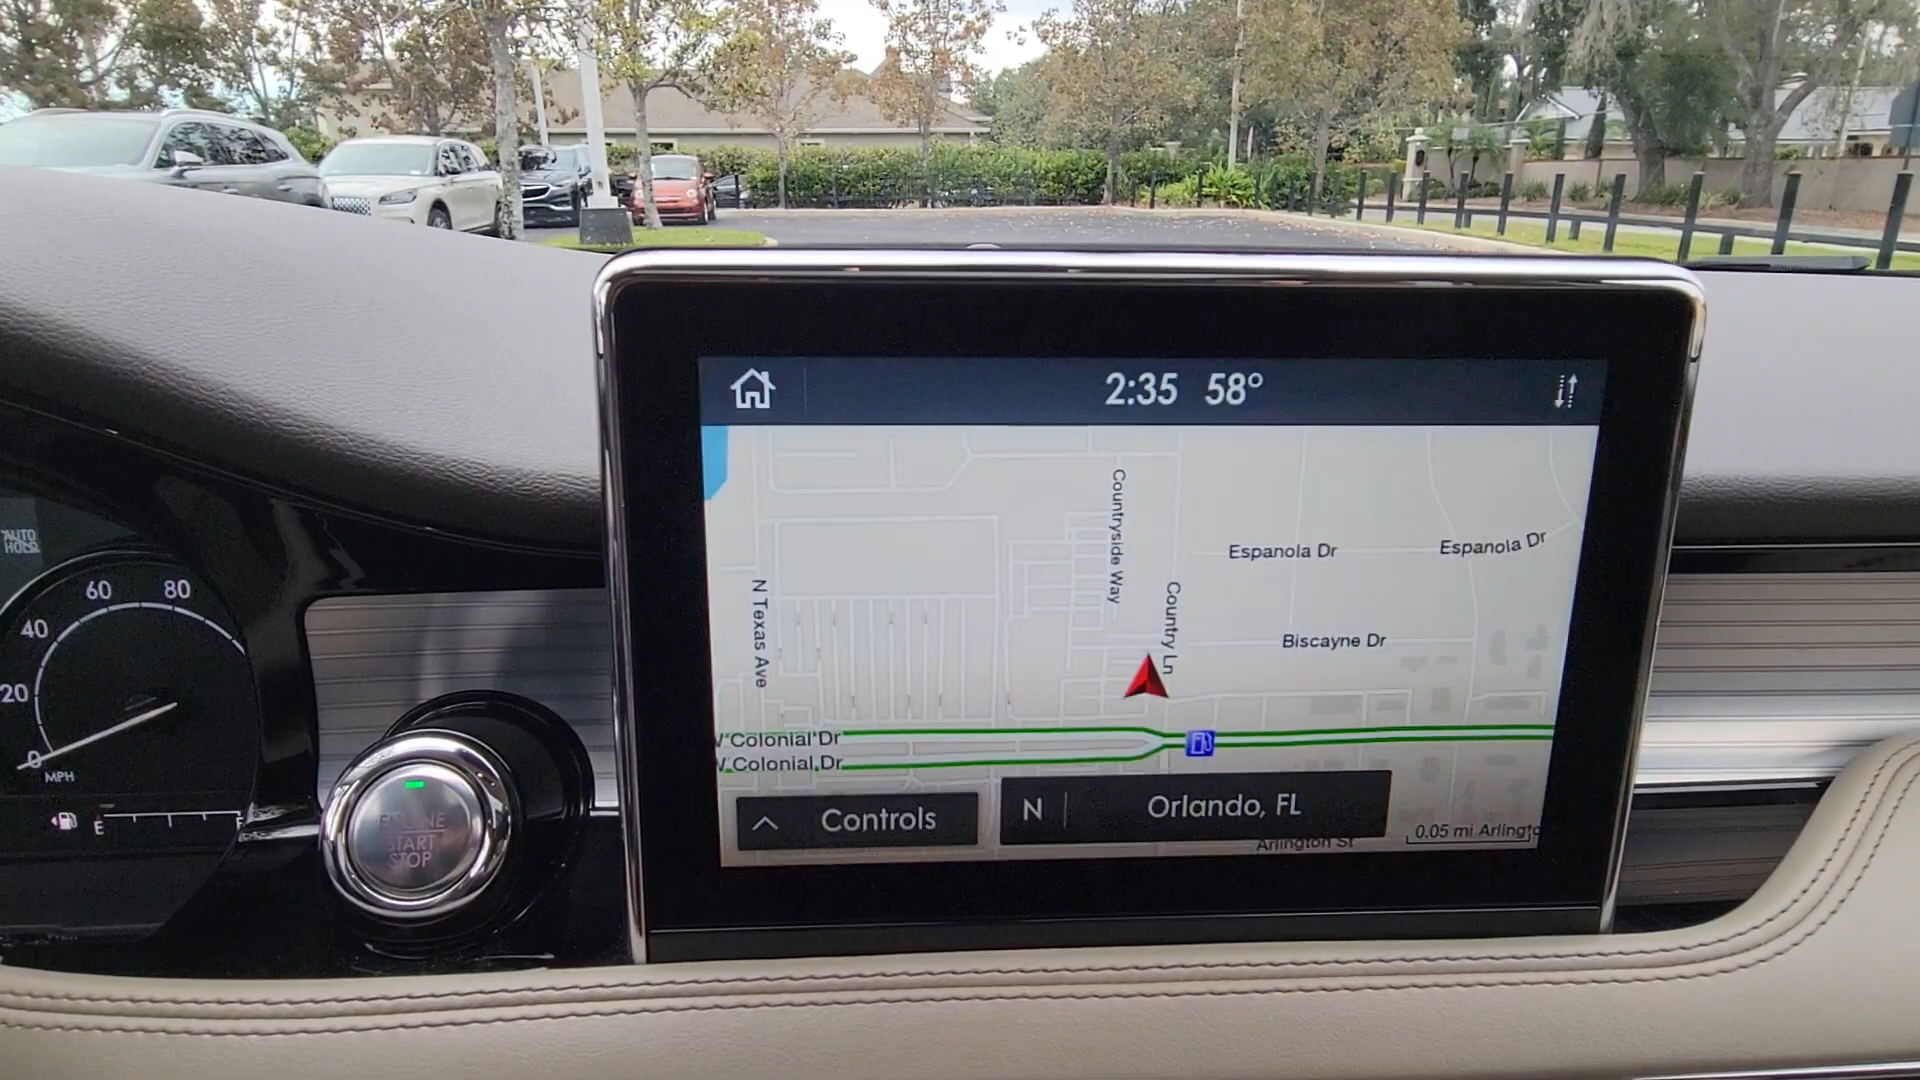 2:35 58°
Countryside Way
Espanola Dr
Espanola Dr
N Texas Ave
Country Ln
Biscayne Dr
W Colonial Dr
W Colonial Dr
Controls
N
Orlando, FL
0.05 mi Arlingto
Arlington St
AUTO
HOLD
80
60
40
20
0
MPH
E
F
ENGINE
START
STOP